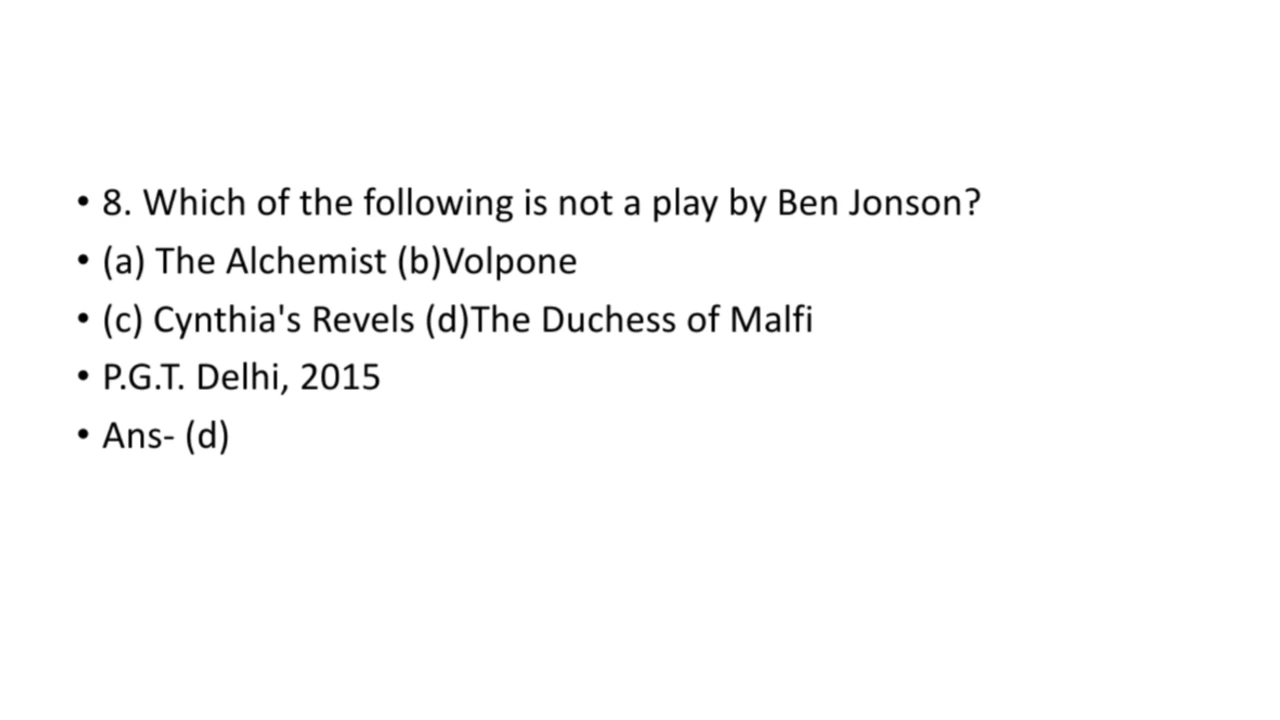 • 8. Which of the following is not a play by Ben Jonson?
• (a) The Alchemist (b)Volpone
• (c) Cynthia's Revels (d)The Duchess of Malfi
• P.G.T. Delhi, 2015
• Ans- (d)